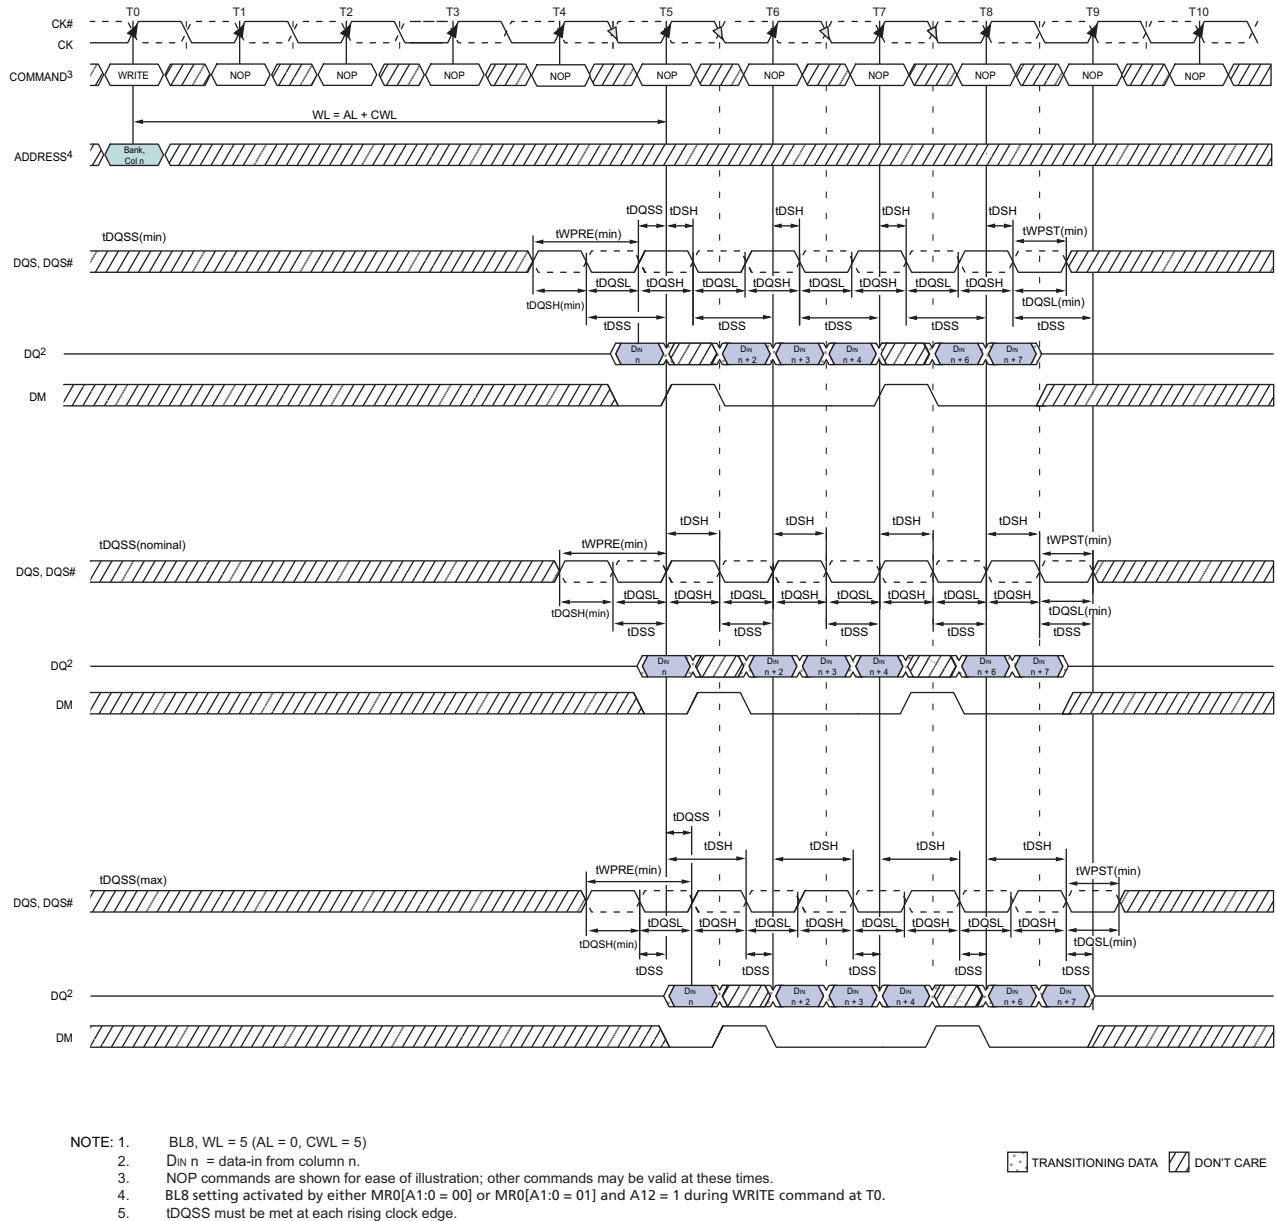 T0 T1 T2 T3 T4 T5 T6 T7 T8 T9 T10
CK#
CK
COMMAND3 WRITE NOP NOP NOP NOP NOP NOP NOP NOP NOP NOP
WL = AL + CWL
ADDRESS4 Bank, Col n
tDQSS tDSH tDSH tDSH tDSH
tDQSS(min) tWPRE(min) tWPST(min)
DQS, DQS#
tDQSL tDQSH tDQSL tDQSH tDQSL tDQSH tDQSL tDQSH
tDQSH(min) tDQSL(min)
tDSS tDSS tDSS tDSS tDSS
DQ2 DIN n DIN n + 2 DIN n + 3 DIN n + 4 DIN n + 6 DIN n + 7
DM
tDSH tDSH tDSH tDSH
tDQSS(nominal) tWPRE(min) tWPST(min)
DQS, DQS#
tDQSL tDQSH tDQSL tDQSH tDQSL tDQSH tDQSL tDQSH
tDQSH(min) tDQSL(min)
tDSS tDSS tDSS tDSS tDSS
DQ2 DIN n DIN n + 2 DIN n + 3 DIN n + 4 DIN n + 6 DIN n + 7
DM
tDQSS
tDSH tDSH tDSH tDSH
tDQSS(max) tWPRE(min) tWPST(min)
DQS, DQS#
tDQSL tDQSH tDQSL tDQSH tDQSL tDQSH tDQSL tDQSH
tDQSH(min) tDQSL(min)
tDSS tDSS tDSS tDSS tDSS
DQ2 DIN n DIN n + 2 DIN n + 3 DIN n + 4 DIN n + 6 DIN n + 7
DM
NOTE: 1. BL8, WL = 5 (AL = 0, CWL = 5)
2. DIN n = data-in from column n.
3. NOP commands are shown for ease of illustration; other commands may be valid at these times.
4. BL8 setting activated by either MR0[A1:0 = 00] or MR0[A1:0 = 01] and A12 = 1 during WRITE command at T0.
5. tDQSS must be met at each rising clock edge.
TRANSITIONING DATA DON'T CARE